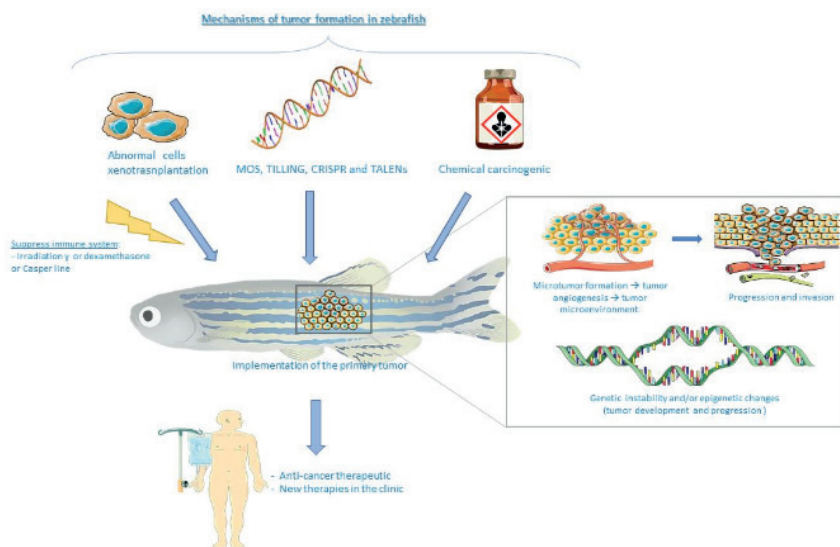 Mechanisms of tumor formation in zebrafish
Abnormal cells
xenotrasnplantation
MOS, TILLING, CRISPR and TALENs
Chemical carcinogenic
Suppress immune system:
- Irradiation γ or dexamethasone
or Casper line
Microtumor formation → tumor
angiogenesis → tumor
microenvironment.
Progression and invasion
Genetic instability and/or epigenetic changes
(tumor development and progression )
Implementation of the primary tumor
- Anti-cancer therapeutic
- New therapies in the clinic